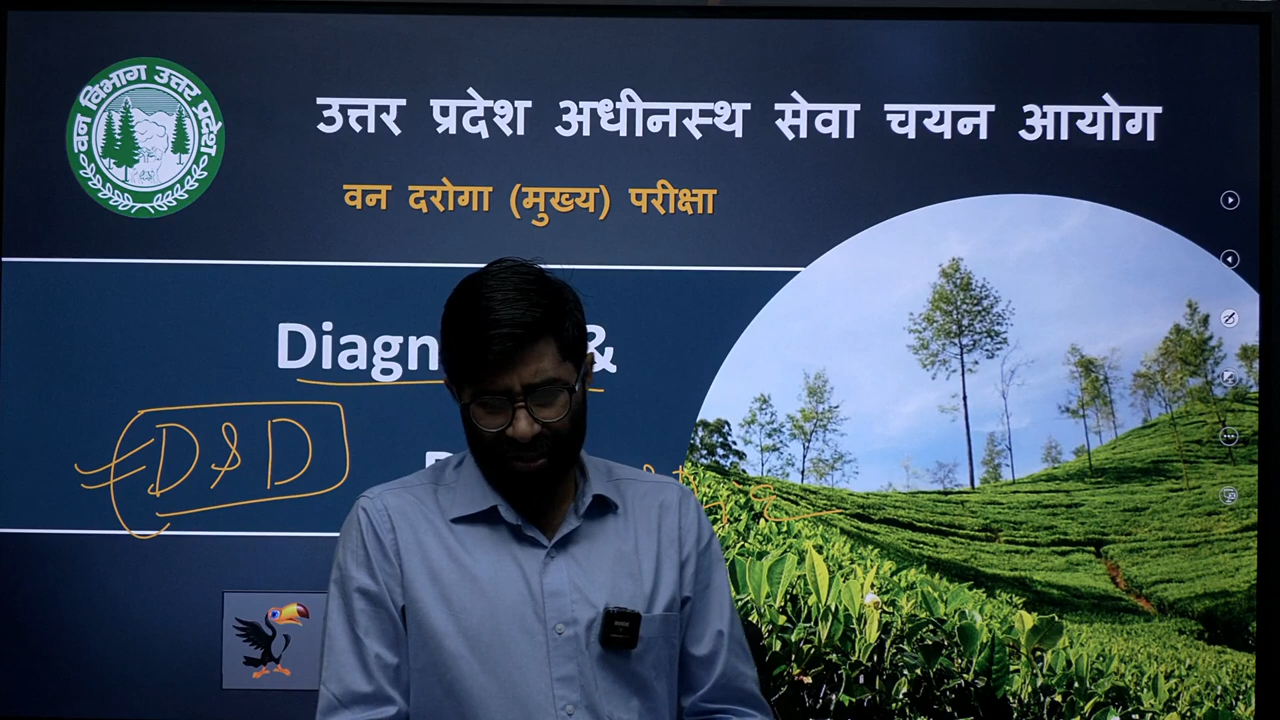 वन विभाग उत्तर प्रदेश
उत्तर प्रदेश अधीनस्थ सेवा चयन आयोग
वन दरोगा (मुख्य) परीक्षा
Diagn &
D & D